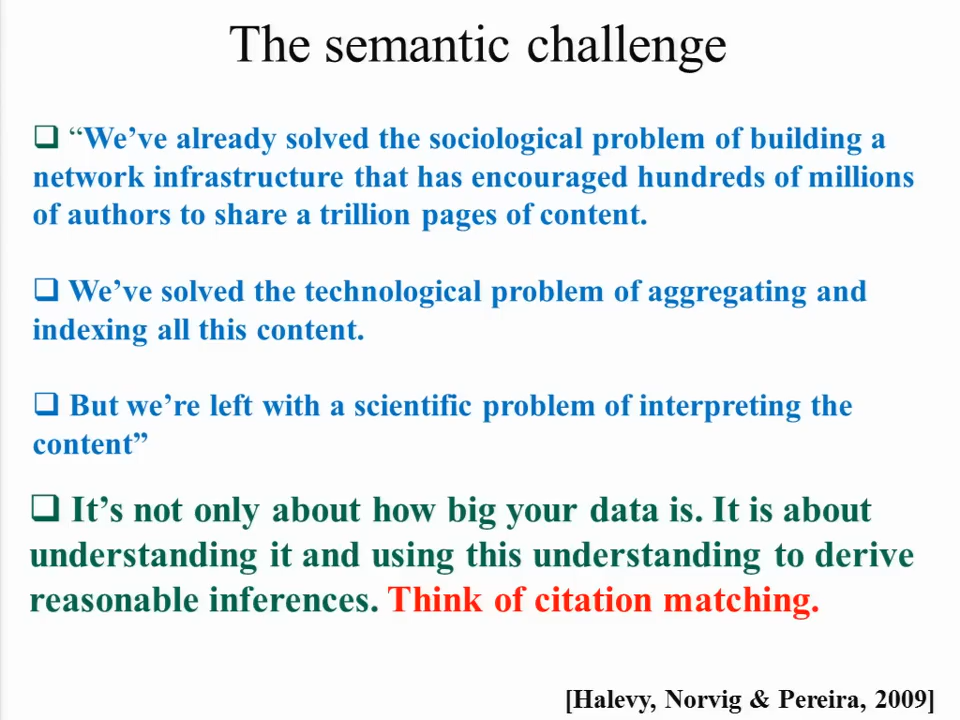 The semantic challenge
❑ “We’ve already solved the sociological problem of building a
network infrastructure that has encouraged hundreds of millions
of authors to share a trillion pages of content.
❑ We’ve solved the technological problem of aggregating and
indexing all this content.
❑ But we’re left with a scientific problem of interpreting the
content”
❑ It’s not only about how big your data is. It is about
understanding it and using this understanding to derive
reasonable inferences. Think of citation matching.
[Halevy, Norvig & Pereira, 2009]